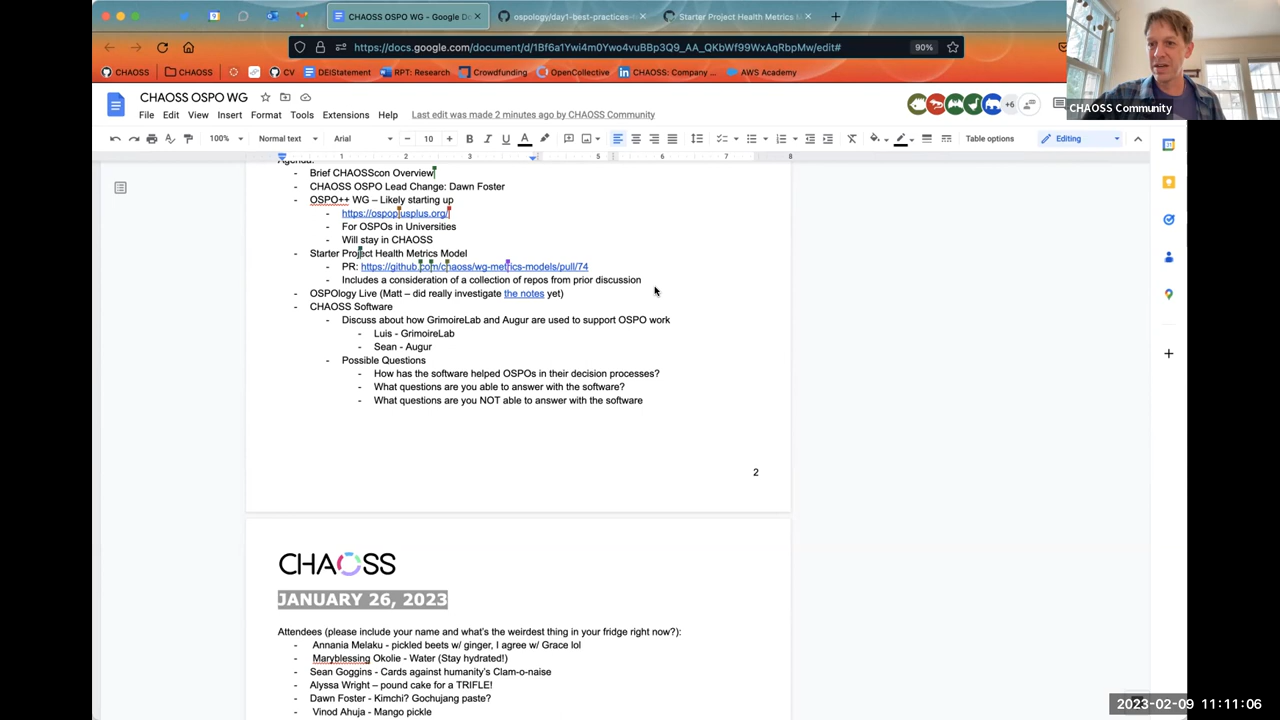 CHAOSS OSPO WG - Google Do
ospology/day1-best-practices-
Starter Project Health Metrics M
https://docs.google.com/document/d/1Bf6a1Ywi4m0Ywo4vuBBp3Q9_AA_QKbWf99WxAqRbpMw/edit#
90%
CHAOSS
CHAOSS
CV
DEIStatement
RPT: Research
Crowdfunding
OpenCollective
CHAOSS: Company ...
AWS Academy
CHAOSS Community
CHAOSS OSPO WG
+6
File Edit View Insert Format Tools Extensions Help
Last edit was made 2 minutes ago by CHAOSS Community
100% Normal text Arial 10 Table options Editing
1 2 3 5 6 7 8
Agenda:
- Brief CHAOSScon Overview
- CHAOSS OSPO Lead Change: Dawn Foster
- OSPO++ WG – Likely starting up
- https://ospoplusplus.org/
- For OSPOs in Universities
- Will stay in CHAOSS
- Starter Project Health Metrics Model
- PR: https://github.com/chaoss/wg-metrics-models/pull/74
- Includes a consideration of a collection of repos from prior discussion
- OSPOlogy Live (Matt – did really investigate the notes yet)
- CHAOSS Software
- Discuss about how GrimoireLab and Augur are used to support OSPO work
- Luis - GrimoireLab
- Sean - Augur
- Possible Questions
- How has the software helped OSPOs in their decision processes?
- What questions are you able to answer with the software?
- What questions are you NOT able to answer with the software
2
CHAOSS
JANUARY 26, 2023
Attendees (please include your name and what's the weirdest thing in your fridge right now?):
- Annania Melaku - pickled beets w/ ginger, I agree w/ Grace lol
- Maryblessing Okolie - Water (Stay hydrated!)
- Sean Goggins - Cards against humanity's Clam-o-naise
- Alyssa Wright – pound cake for a TRIFLE!
- Dawn Foster - Kimchi? Gochujang paste?
- Vinod Ahuja - Mango pickle
2023-02-09 11:11:06